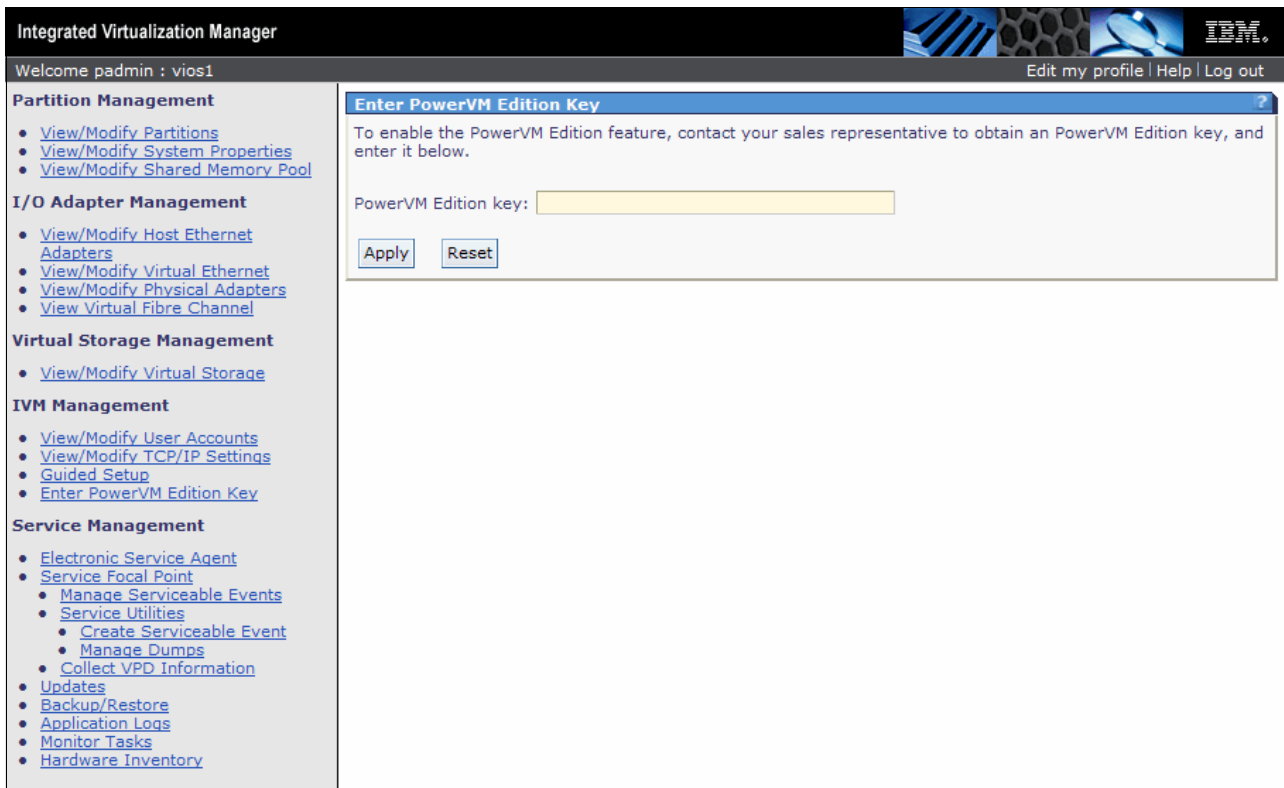 Integrated Virtualization Manager
IBM.
Welcome padmin : vios1
Edit my profile | Help | Log out
Partition Management
View/Modify Partitions
View/Modify System Properties
View/Modify Shared Memory Pool
I/O Adapter Management
View/Modify Host Ethernet
Adapters
View/Modify Virtual Ethernet
View/Modify Physical Adapters
View Virtual Fibre Channel
Virtual Storage Management
View/Modify Virtual Storage
IVM Management
View/Modify User Accounts
View/Modify TCP/IP Settings
Guided Setup
Enter PowerVM Edition Key
Service Management
Electronic Service Agent
Service Focal Point
Manage Serviceable Events
Service Utilities
Create Serviceable Event
Manage Dumps
Collect VPD Information
Updates
Backup/Restore
Application Logs
Monitor Tasks
Hardware Inventory
Enter PowerVM Edition Key
?
To enable the PowerVM Edition feature, contact your sales representative to obtain an PowerVM Edition key, and
enter it below.
PowerVM Edition key:
Apply Reset